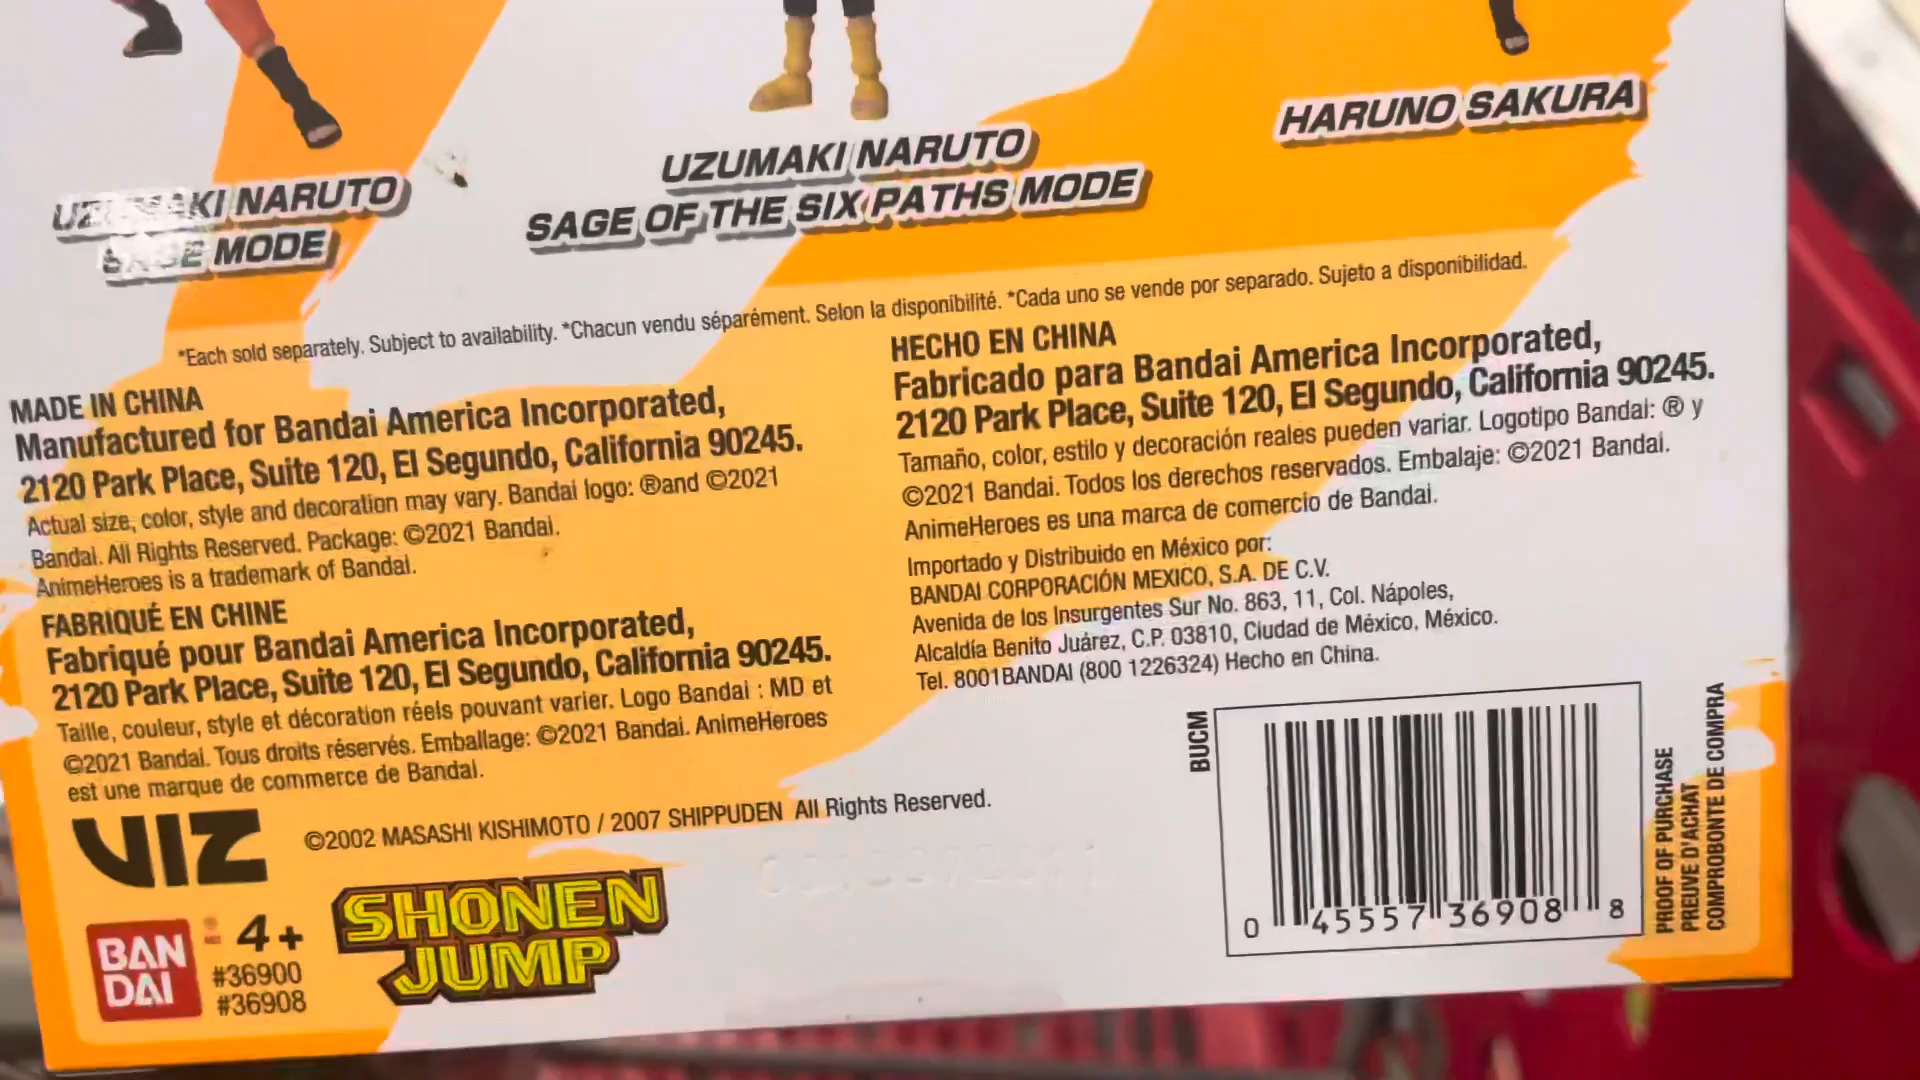 UZUMAKI NARUTO
SAGE MODE
UZUMAKI NARUTO
SAGE OF THE SIX PATHS MODE
HARUNO SAKURA
*Each sold separately. Subject to availability. *Chacun vendu séparément. Selon la disponibilité. *Cada uno se vende por separado. Sujeto a disponibilidad.
MADE IN CHINA
Manufactured for Bandai America Incorporated,
2120 Park Place, Suite 120, El Segundo, California 90245.
Actual size, color, style and decoration may vary. Bandai logo: ®and ©2021
Bandai. All Rights Reserved. Package: ©2021 Bandai.
AnimeHeroes is a trademark of Bandai.
FABRIQUÉ EN CHINE
Fabriqué pour Bandai America Incorporated,
2120 Park Place, Suite 120, El Segundo, California 90245.
Taille, couleur, style et décoration réels pouvant varier. Logo Bandai : MD et
©2021 Bandai. Tous droits réservés. Emballage: ©2021 Bandai. AnimeHeroes
est une marque de commerce de Bandai.
HECHO EN CHINA
Fabricado para Bandai America Incorporated,
2120 Park Place, Suite 120, El Segundo, California 90245.
Tamaño, color, estilo y decoración reales pueden variar. Logotipo Bandai: ® y
©2021 Bandai. Todos los derechos reservados. Embalaje: ©2021 Bandai.
AnimeHeroes es una marca de comercio de Bandai.
Importado y Distribuido en México por:
BANDAI CORPORACIÓN MEXICO, S.A. DE C.V.
Avenida de los Insurgentes Sur No. 863, 11, Col. Nápoles,
Alcaldía Benito Juárez, C.P. 03810, Ciudad de México, México.
Tel. 8001BANDAI (800 1226324) Hecho en China.
VIZ
©2002 MASASHI KISHIMOTO / 2007 SHIPPUDEN All Rights Reserved.
BAN
DAI
4+
#36900
#36908
SHONEN
JUMP
BUCM
0 45557 36908 8
PROOF OF PURCHASE
PREUVE D'ACHAT
COMPROBONTE DE COMPRA